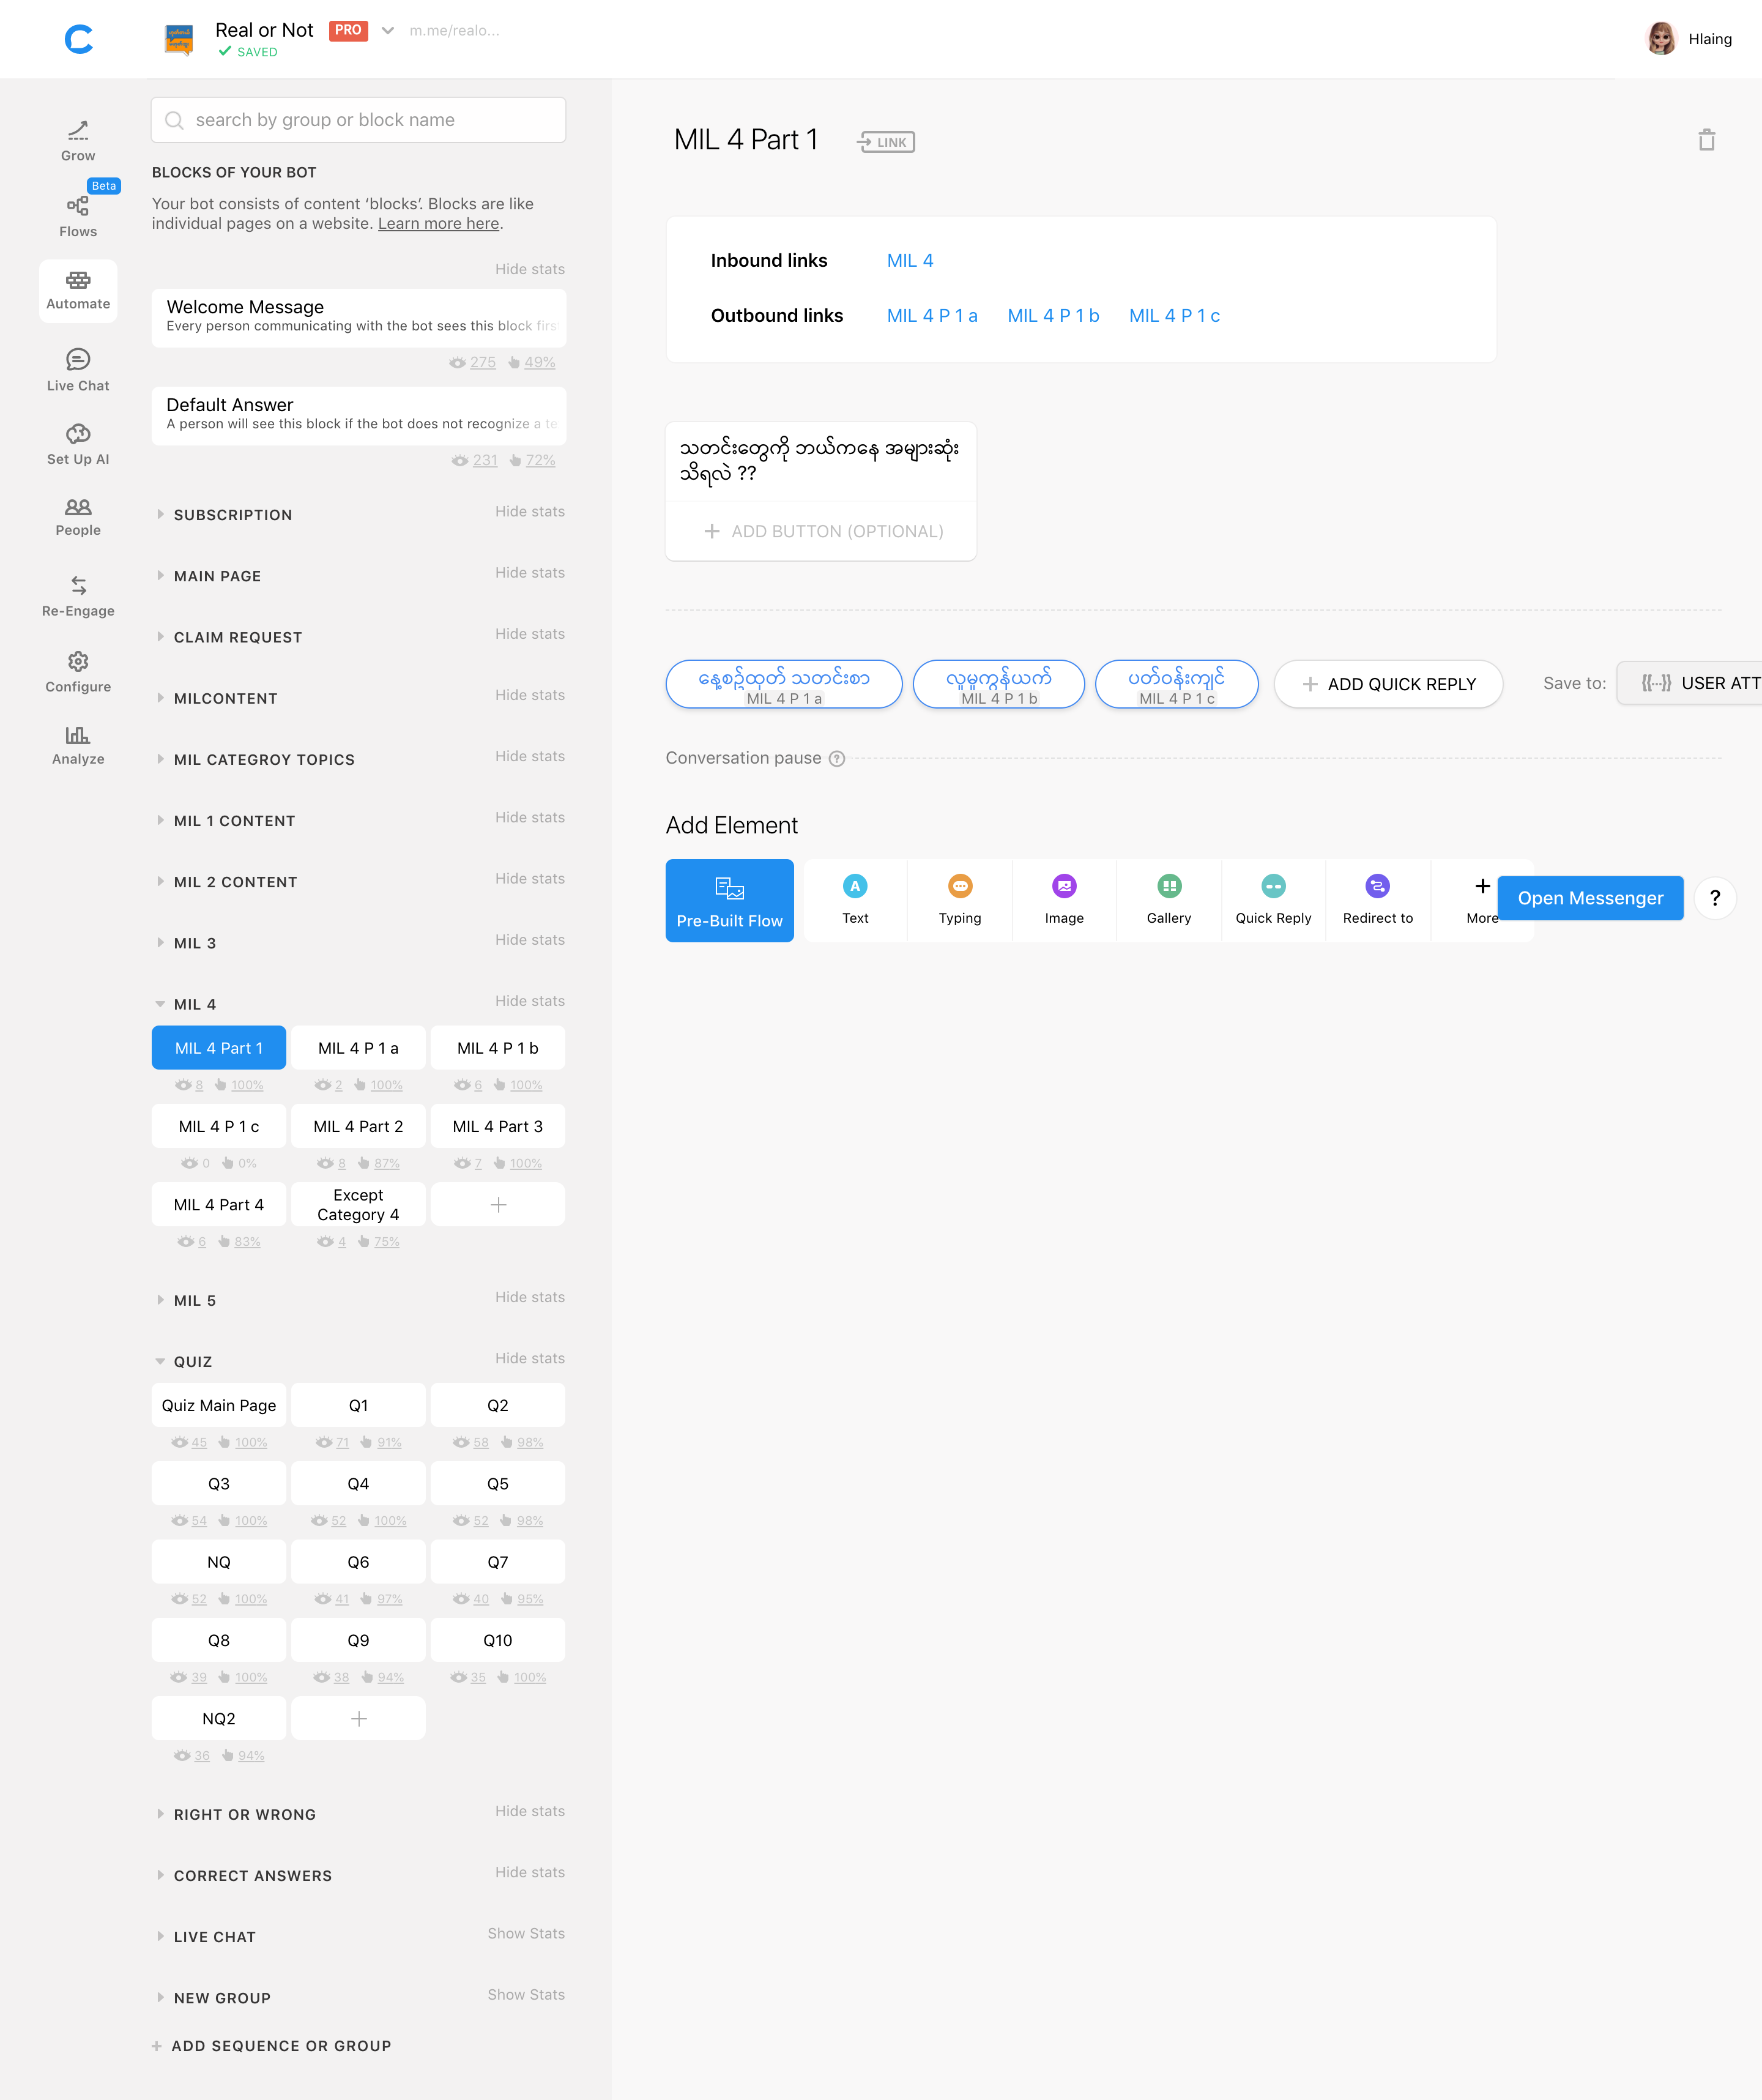 Real or Not PRO m.me/realo...
SAVED
Hlaing
Grow
Beta
Flows
Automate
Live Chat
Set Up AI
People
Re-Engage
Configure
Analyze
search by group or block name
BLOCKS OF YOUR BOT
Your bot consists of content ‘blocks’. Blocks are like
individual pages on a website. Learn more here.
Hide stats
Welcome Message
Every person communicating with the bot sees this block firs
275 49%
Default Answer
A person will see this block if the bot does not recognize a te
231 72%
SUBSCRIPTION Hide stats
MAIN PAGE Hide stats
CLAIM REQUEST Hide stats
MILCONTENT Hide stats
MIL CATEGROY TOPICS Hide stats
MIL 1 CONTENT Hide stats
MIL 2 CONTENT Hide stats
MIL 3 Hide stats
MIL 4 Hide stats
MIL 4 Part 1 MIL 4 P 1 a MIL 4 P 1 b
8 100% 2 100% 6 100%
MIL 4 P 1 c MIL 4 Part 2 MIL 4 Part 3
0 0% 8 87% 7 100%
MIL 4 Part 4 Except
Category 4
6 83% 4 75%
MIL 5 Hide stats
QUIZ Hide stats
Quiz Main Page Q1 Q2
45 100% 71 91% 58 98%
Q3 Q4 Q5
54 100% 52 100% 52 98%
NQ Q6 Q7
52 100% 41 97% 40 95%
Q8 Q9 Q10
39 100% 38 94% 35 100%
NQ2
36 94%
RIGHT OR WRONG Hide stats
CORRECT ANSWERS Hide stats
LIVE CHAT Show Stats
NEW GROUP Show Stats
+ ADD SEQUENCE OR GROUP
MIL 4 Part 1 LINK
Inbound links MIL 4
Outbound links MIL 4 P 1 a MIL 4 P 1 b MIL 4 P 1 c
သတင်းတွေကို ဘယ်ကနေ အများဆုံး
သိရလဲ ??
+ ADD BUTTON (OPTIONAL)
နေ့စဉ်ထုတ် သတင်းစာ
MIL 4 P 1 a
လူမှုကွန်ယက်
MIL 4 P 1 b
ပတ်ဝန်းကျင်
MIL 4 P 1 c
+ ADD QUICK REPLY
Save to: {{...}} USER ATT
Conversation pause ?
Add Element
Pre-Built Flow
A
Text
Typing
Image
Gallery
Quick Reply
Redirect to
+
More
Open Messenger ?